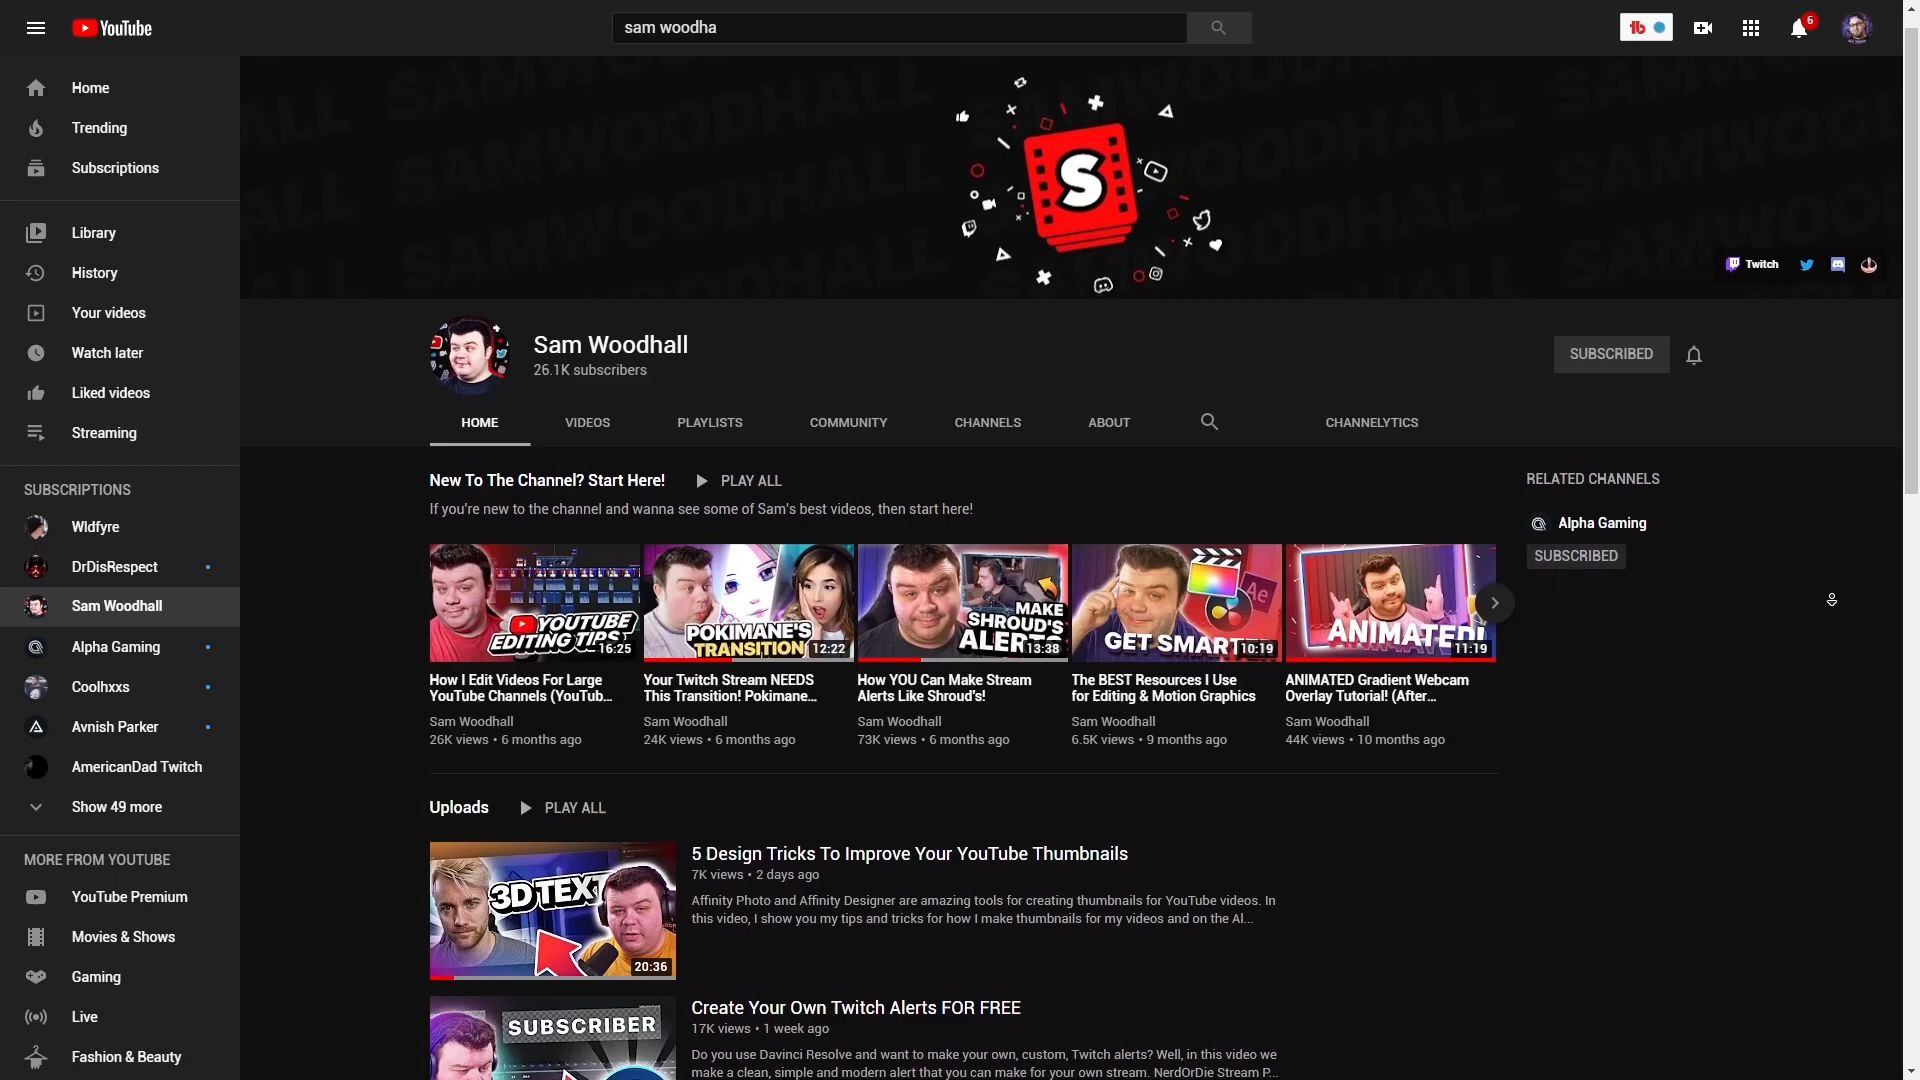 YouTube
sam woodha
6
Home
Trending
Subscriptions
Library
History
Your videos
Watch later
Liked videos
Streaming
SUBSCRIPTIONS
Wldfyre
DrDisRespect
Sam Woodhall
Alpha Gaming
Coolhxxs
Avnish Parker
AmericanDad Twitch
Show 49 more
MORE FROM YOUTUBE
YouTube Premium
Movies & Shows
Gaming
Live
Fashion & Beauty
SAMWOODHALL
S
Twitch
Sam Woodhall
26.1K subscribers
SUBSCRIBED
HOME VIDEOS PLAYLISTS COMMUNITY CHANNELS ABOUT CHANNELYTICS
New To The Channel? Start Here! PLAY ALL
If you're new to the channel and wanna see some of Sam's best videos, then start here!
YOUTUBE
EDITING TIPS
16:25
How I Edit Videos For Large
YouTube Channels (YouTub...
Sam Woodhall
26K views • 6 months ago
POKIMANE'S
TRANSITION
12:22
Your Twitch Stream NEEDS
This Transition! Pokimane...
Sam Woodhall
24K views • 6 months ago
MAKE
SHROUD'S
ALERTS
13:38
How YOU Can Make Stream
Alerts Like Shroud's!
Sam Woodhall
73K views • 6 months ago
Ae
GET SMART
10:19
The BEST Resources I Use
for Editing & Motion Graphics
Sam Woodhall
6.5K views • 9 months ago
ANIMATED!
11:19
ANIMATED Gradient Webcam
Overlay Tutorial! (After...
Sam Woodhall
44K views • 10 months ago
RELATED CHANNELS
Alpha Gaming
SUBSCRIBED
Uploads PLAY ALL
3D TEXT
20:36
5 Design Tricks To Improve Your YouTube Thumbnails
7K views • 2 days ago
Affinity Photo and Affinity Designer are amazing tools for creating thumbnails for YouTube videos. In
this video, I show you my tips and tricks for how I make thumbnails for my videos and on the Al...
SUBSCRIBER
Create Your Own Twitch Alerts FOR FREE
17K views • 1 week ago
Do you use Davinci Resolve and want to make your own, custom, Twitch alerts? Well, in this video we
make a clean, simple and modern alert that you can make for your own stream. NerdOrDie Stream P...